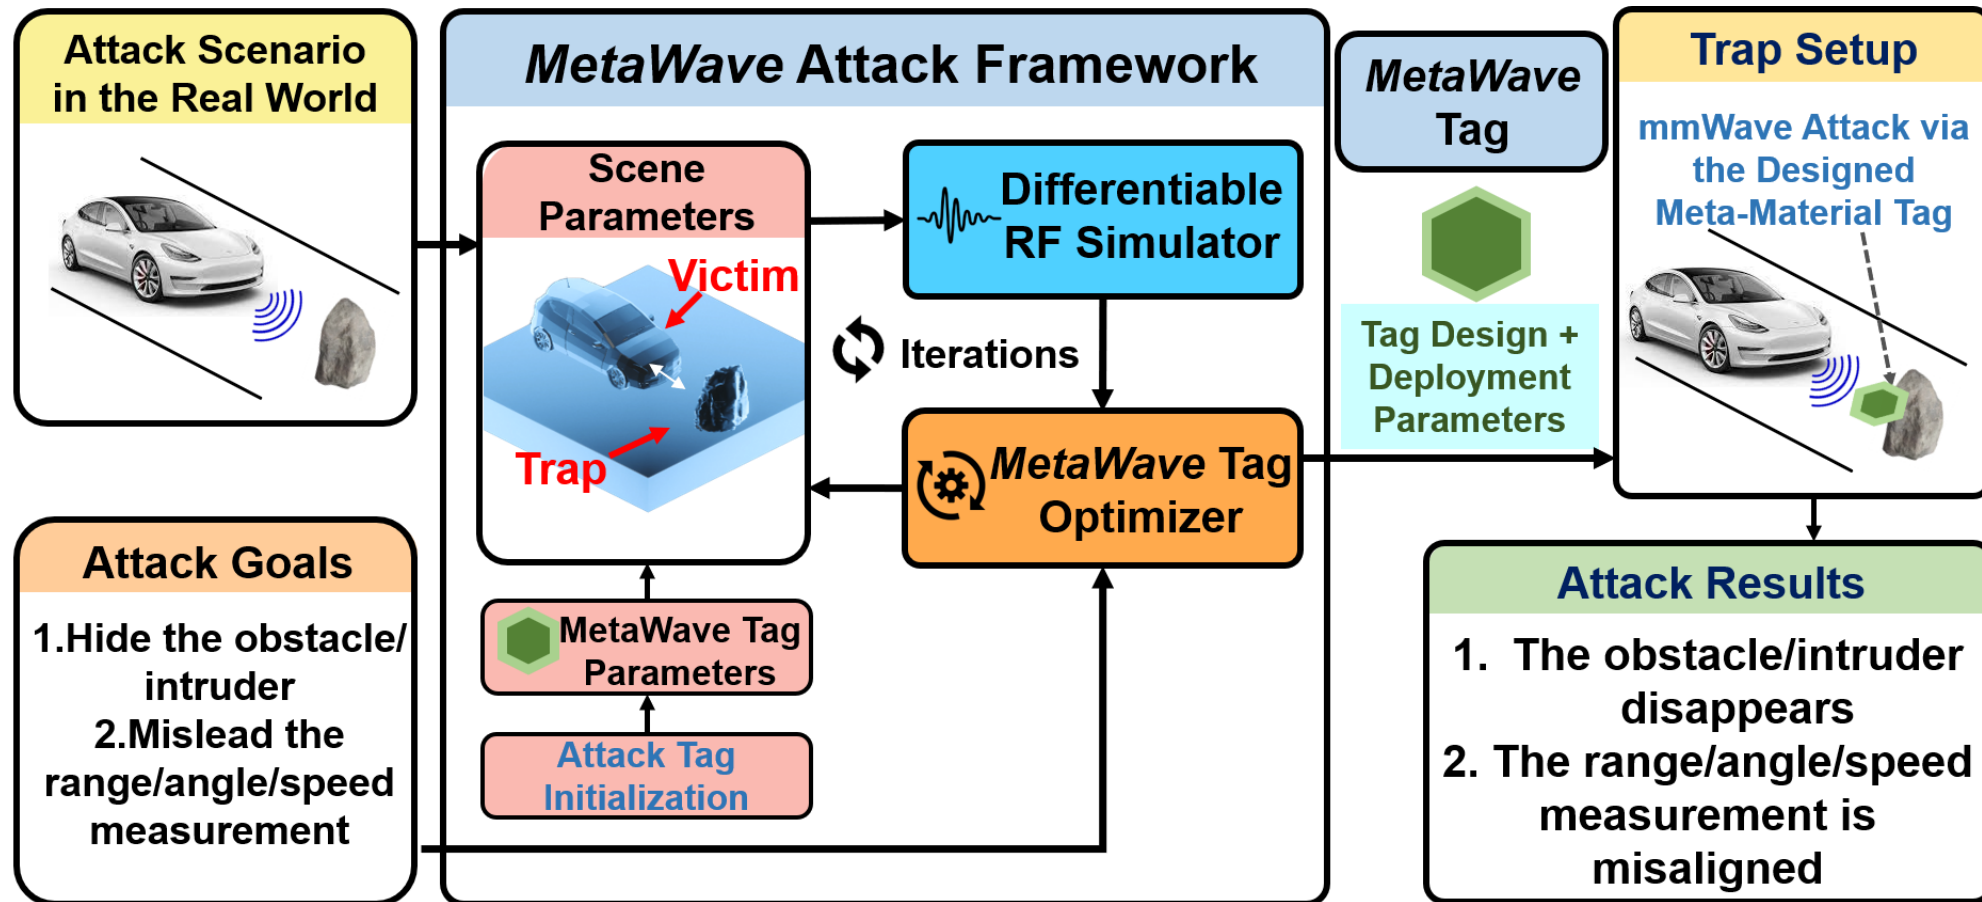 Attack Scenario
in the Real World
Attack Goals
1.Hide the obstacle/
intruder
2.Mislead the
range/angle/speed
measurement
MetaWave Attack Framework
Scene
Parameters
Victim
Trap
Differentiable
RF Simulator
Iterations
MetaWave Tag
Optimizer
MetaWave Tag
Parameters
Attack Tag
Initialization
MetaWave
Tag
Tag Design +
Deployment
Parameters
Trap Setup
mmWave Attack via
the Designed
Meta-Material Tag
Attack Results
1. The obstacle/intruder
disappears
2. The range/angle/speed
measurement is
misaligned